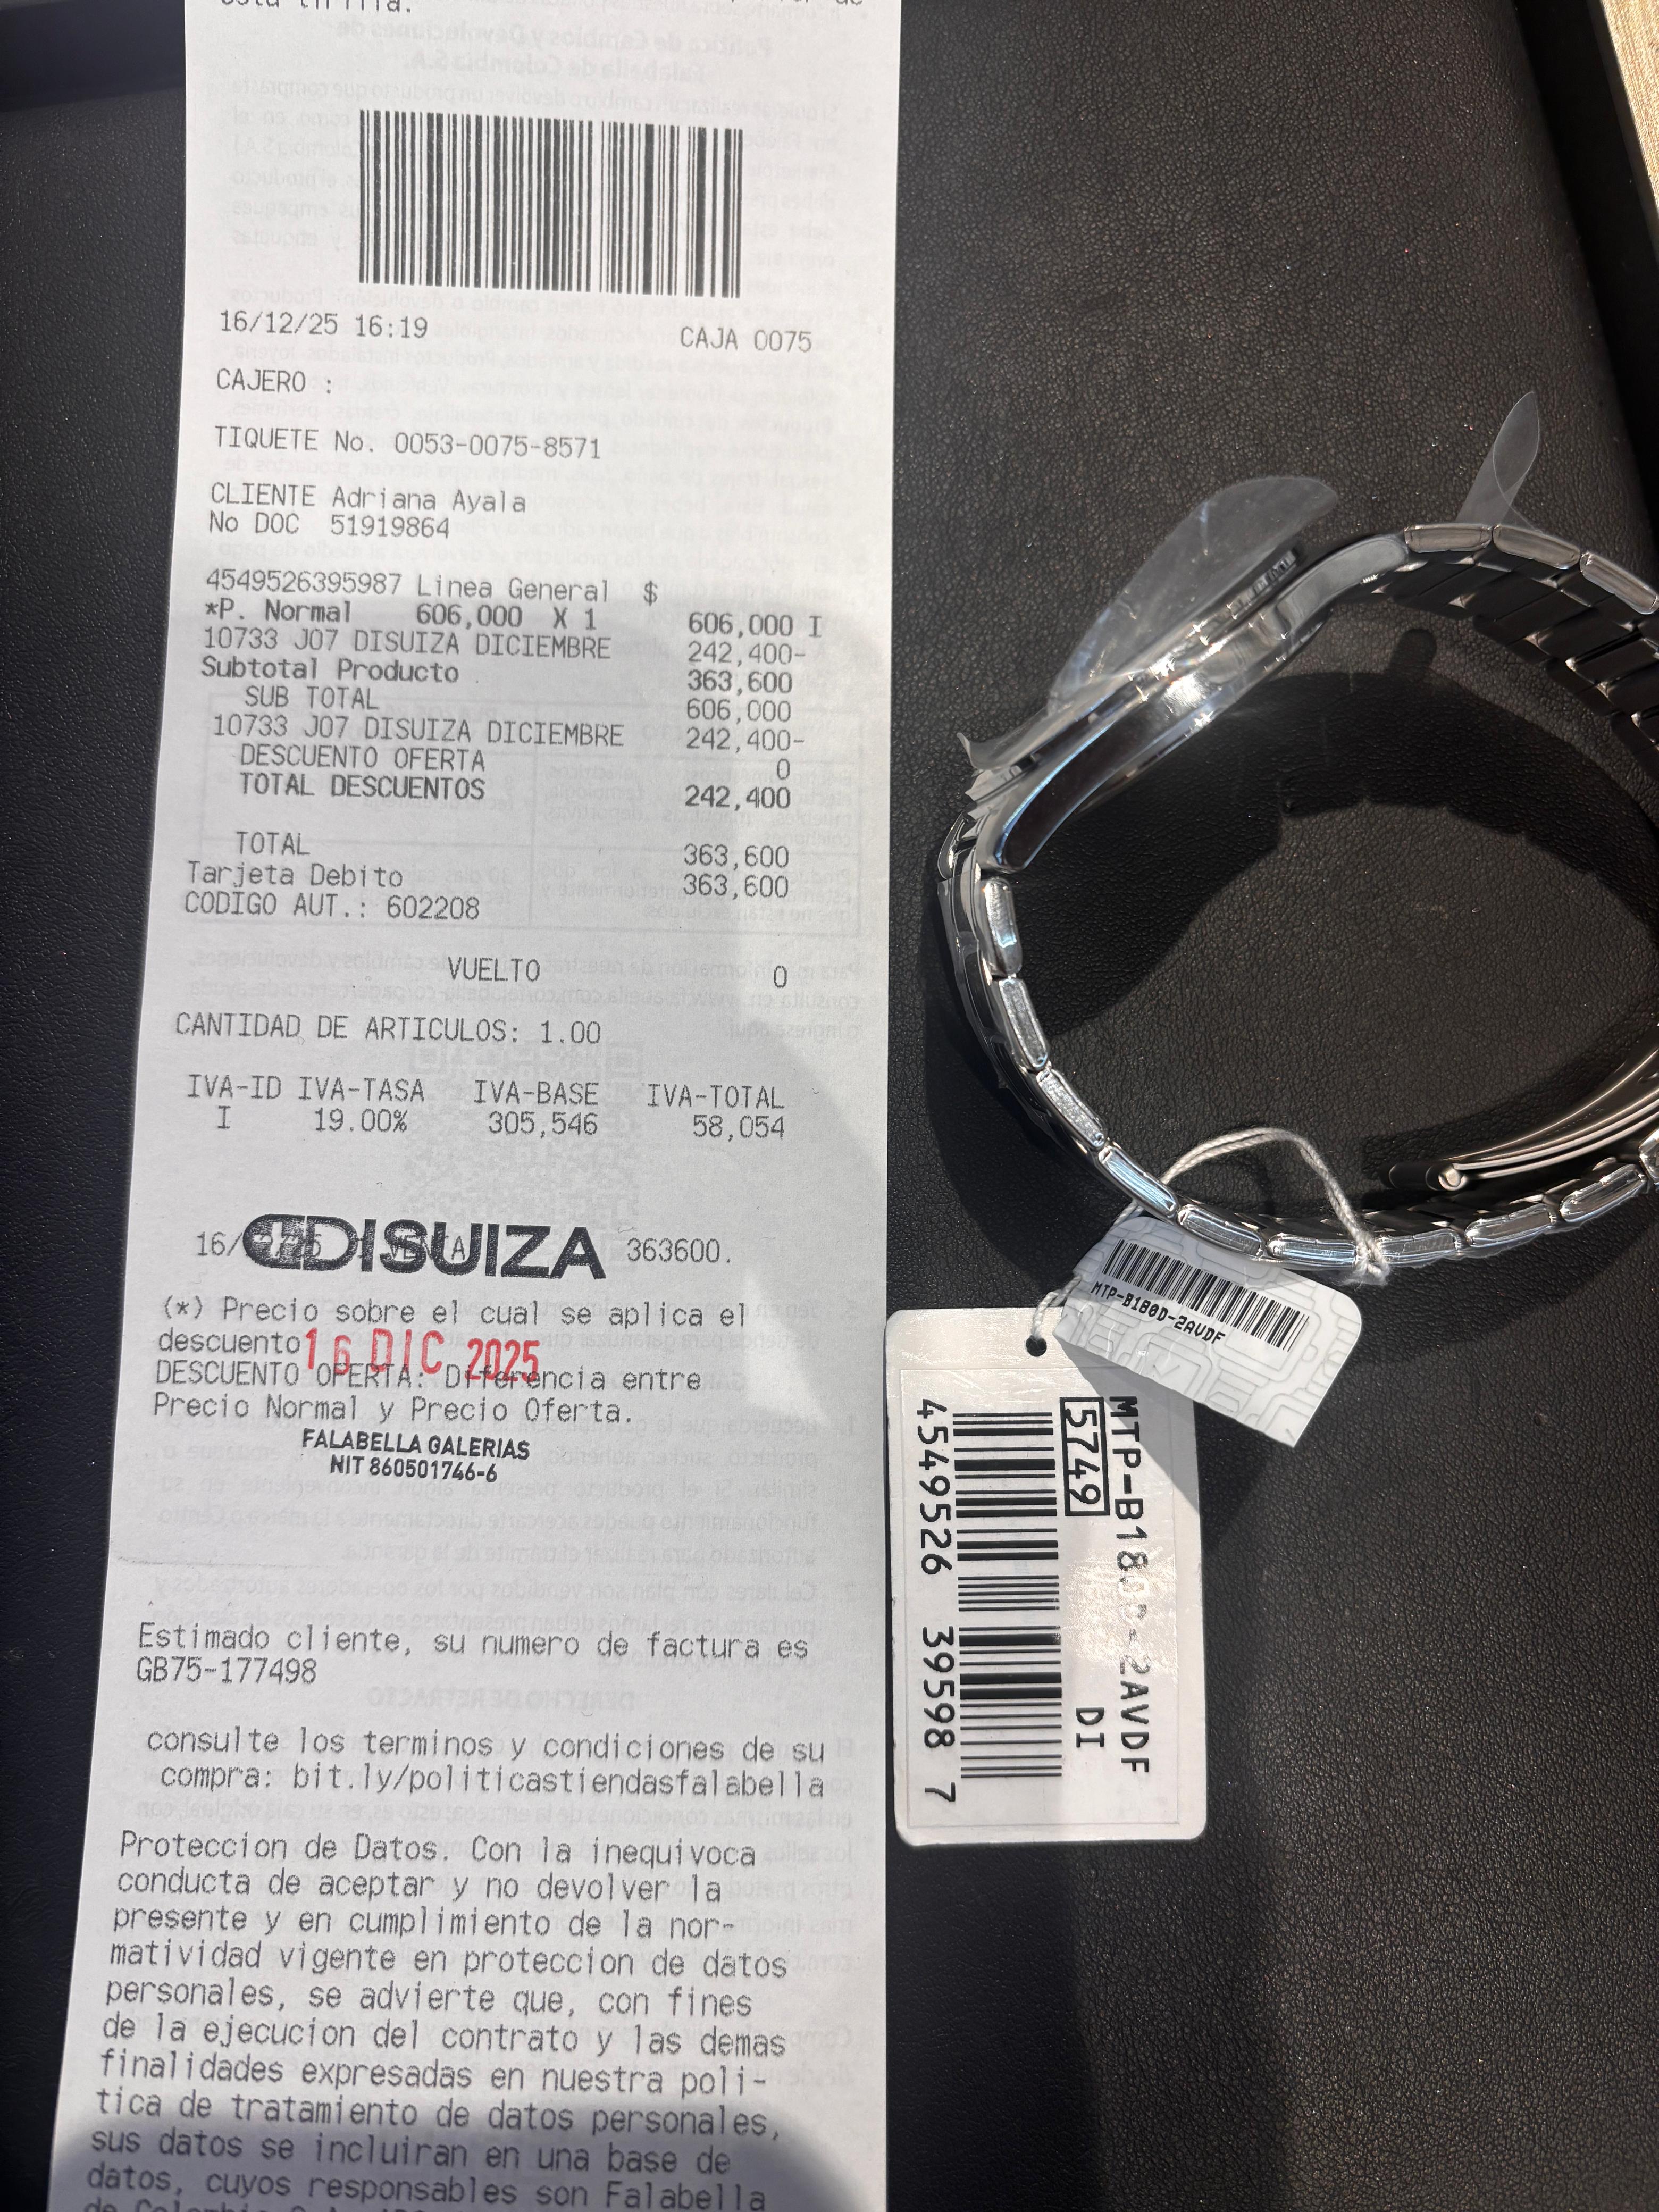 esta tirilla.
16/12/25 16:19 CAJA 0075
CAJERO :
TIQUETE No. 0053-0075-8571
CLIENTE Adriana Ayala
No DOC 51919864
4549526395987 Linea General $
*P. Normal 606,000 X 1 606,000 I
10733 J07 DISUIZA DICIEMBRE 242,400-
Subtotal Producto 363,600
SUB TOTAL 606,000
10733 J07 DISUIZA DICIEMBRE 242,400-
DESCUENTO OFERTA 0
TOTAL DESCUENTOS 242,400
TOTAL 363,600
Tarjeta Debito 363,600
CODIGO AUT.: 602208
VUELTO 0
CANTIDAD DE ARTICULOS: 1.00
IVA-ID IVA-TASA IVA-BASE IVA-TOTAL
I 19.00% 305,546 58,054
DISUIZA
16/ 363600.
(*) Precio sobre el cual se aplica el
descuento
16 DIC 2025
DESCUENTO OFERTA: Diferencia entre
Precio Normal y Precio Oferta.
FALABELLA GALERIAS
NIT 860501746-6
Estimado cliente, su numero de factura es
GB75-177498
consulte los terminos y condiciones de su
compra: bit.ly/politicastiendasfalabella
Proteccion de Datos. Con la inequivoca
conducta de aceptar y no devolver la
presente y en cumplimiento de la nor-
matividad vigente en proteccion de datos
personales, se advierte que, con fines
de la ejecucion del contrato y las demas
finalidades expresadas en nuestra poli-
tica de tratamiento de datos personales,
sus datos se incluiran en una base de
datos, cuyos responsables son Falabella
MTP-B180D-2AVDF
MTP-B180D-2AVDF
5749 DI
4549526 39598 7